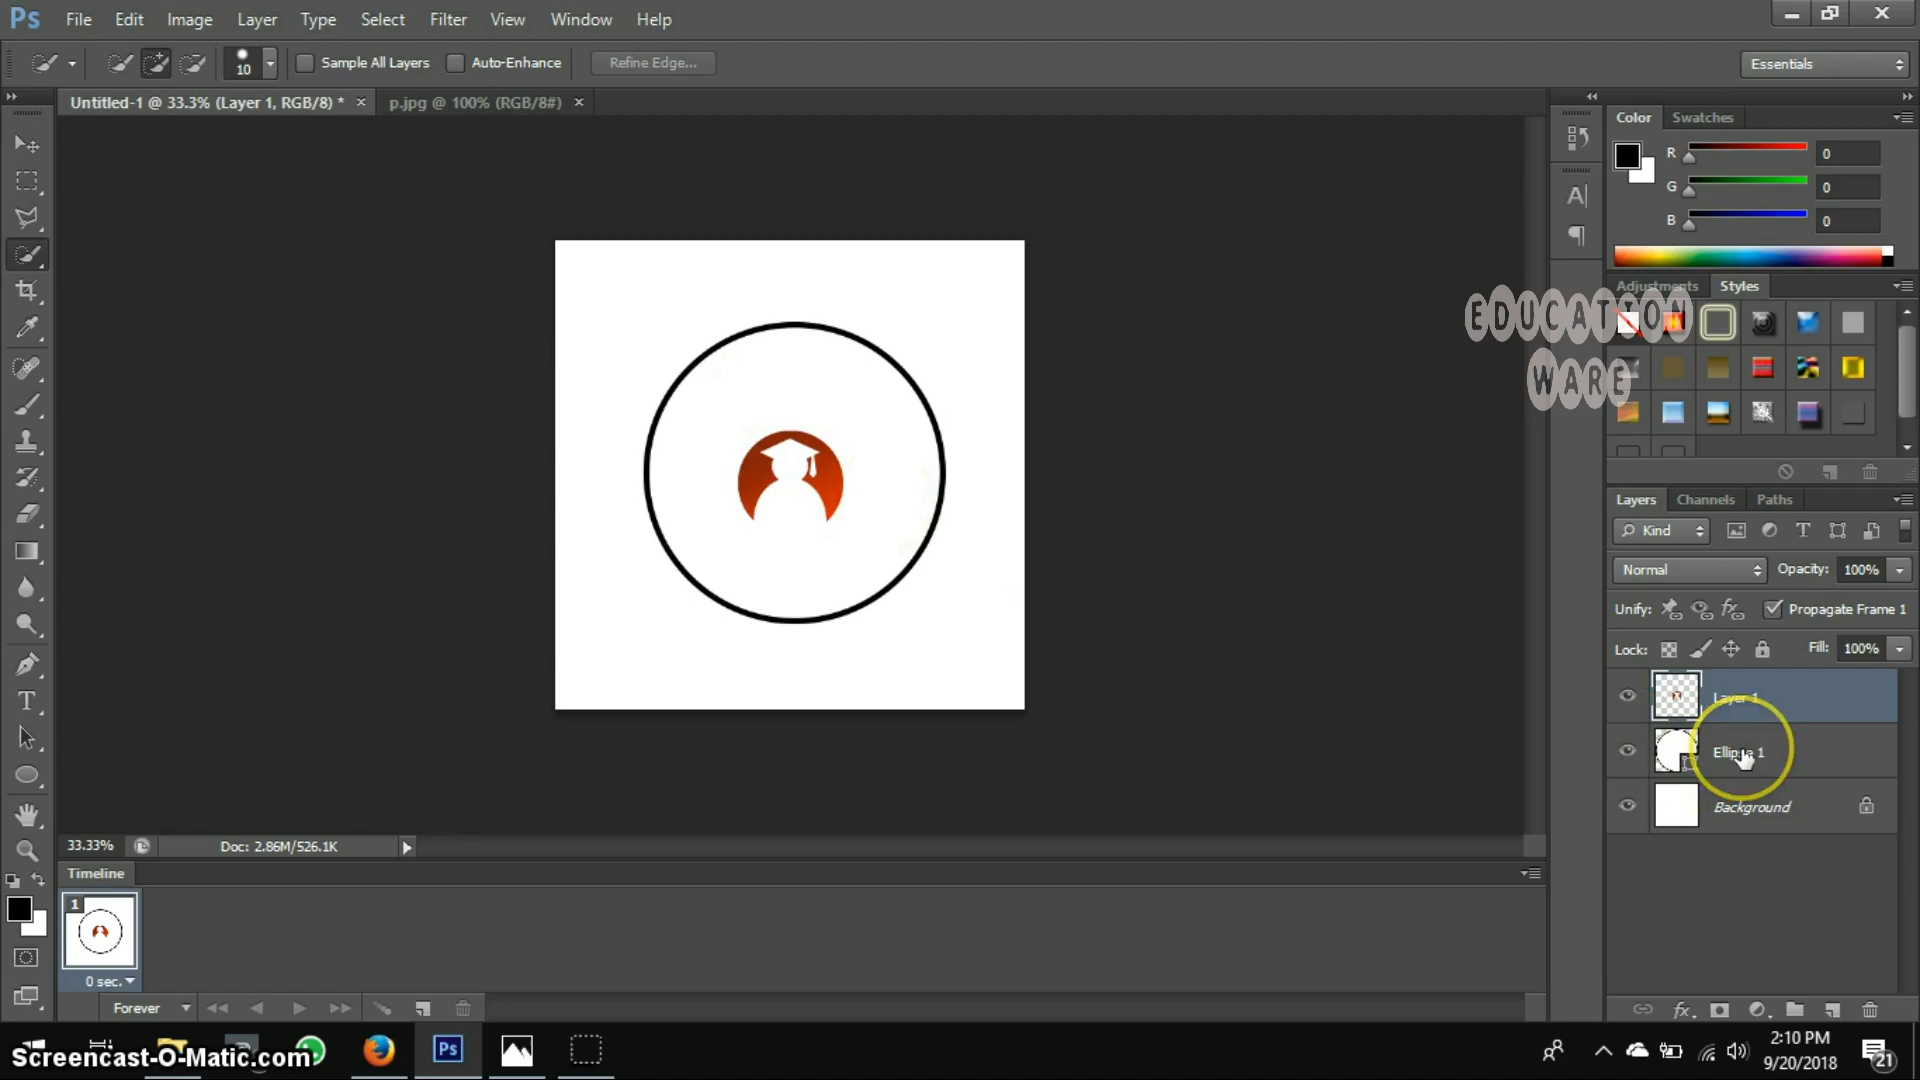 Ps File Edit Image Layer Type Select Filter View Window Help
10 Sample All Layers Auto-Enhance Refine Edge... Essentials
Untitled-1 @ 33.3% (Layer 1, RGB/8) * × p.jpg @ 100% (RGB/8#) ×
Color Swatches
R 0
G 0
B 0
Adjustments Styles
EDUCATION
WARE
Layers Channels Paths
Kind
Normal Opacity: 100%
Unify: Propagate Frame 1
Lock: Fill: 100%
Layer 1
Ellipse 1
Background
33.33% Doc: 2.86M/526.1K
Timeline
1
0 sec.
Forever
Screencast-O-Matic.com
Ps
2:10 PM
9/20/2018
21